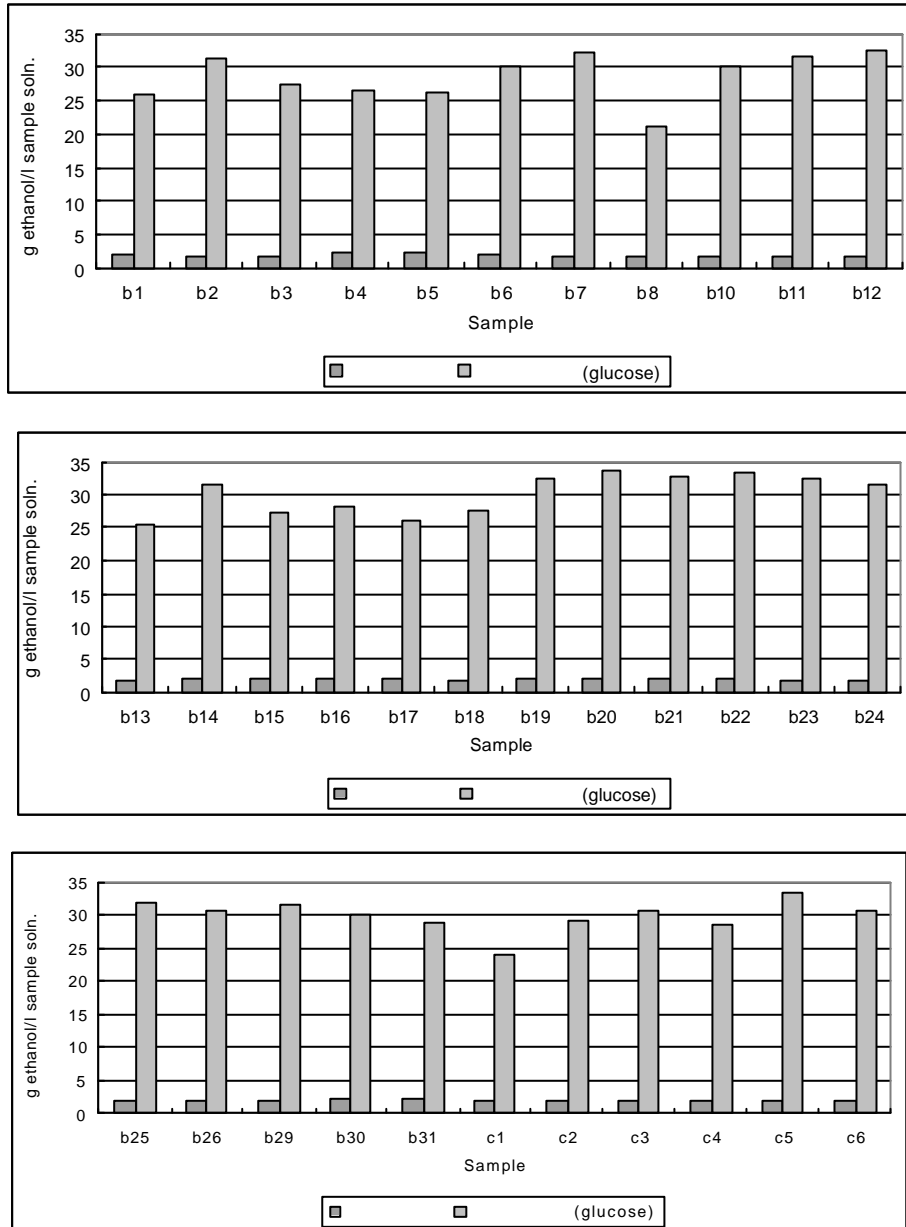 g ethanol/l sample soln.
35
30
25
20
15
10
5
0
b1 b2 b3 b4 b5 b6 b7 b8 b10 b11 b12
Sample
(glucose)
g ethanol/l sample soln.
35
30
25
20
15
10
5
0
b13 b14 b15 b16 b17 b18 b19 b20 b21 b22 b23 b24
Sample
(glucose)
g ethanol/l sample soln.
35
30
25
20
15
10
5
0
b25 b26 b29 b30 b31 c1 c2 c3 c4 c5 c6
Sample
(glucose)